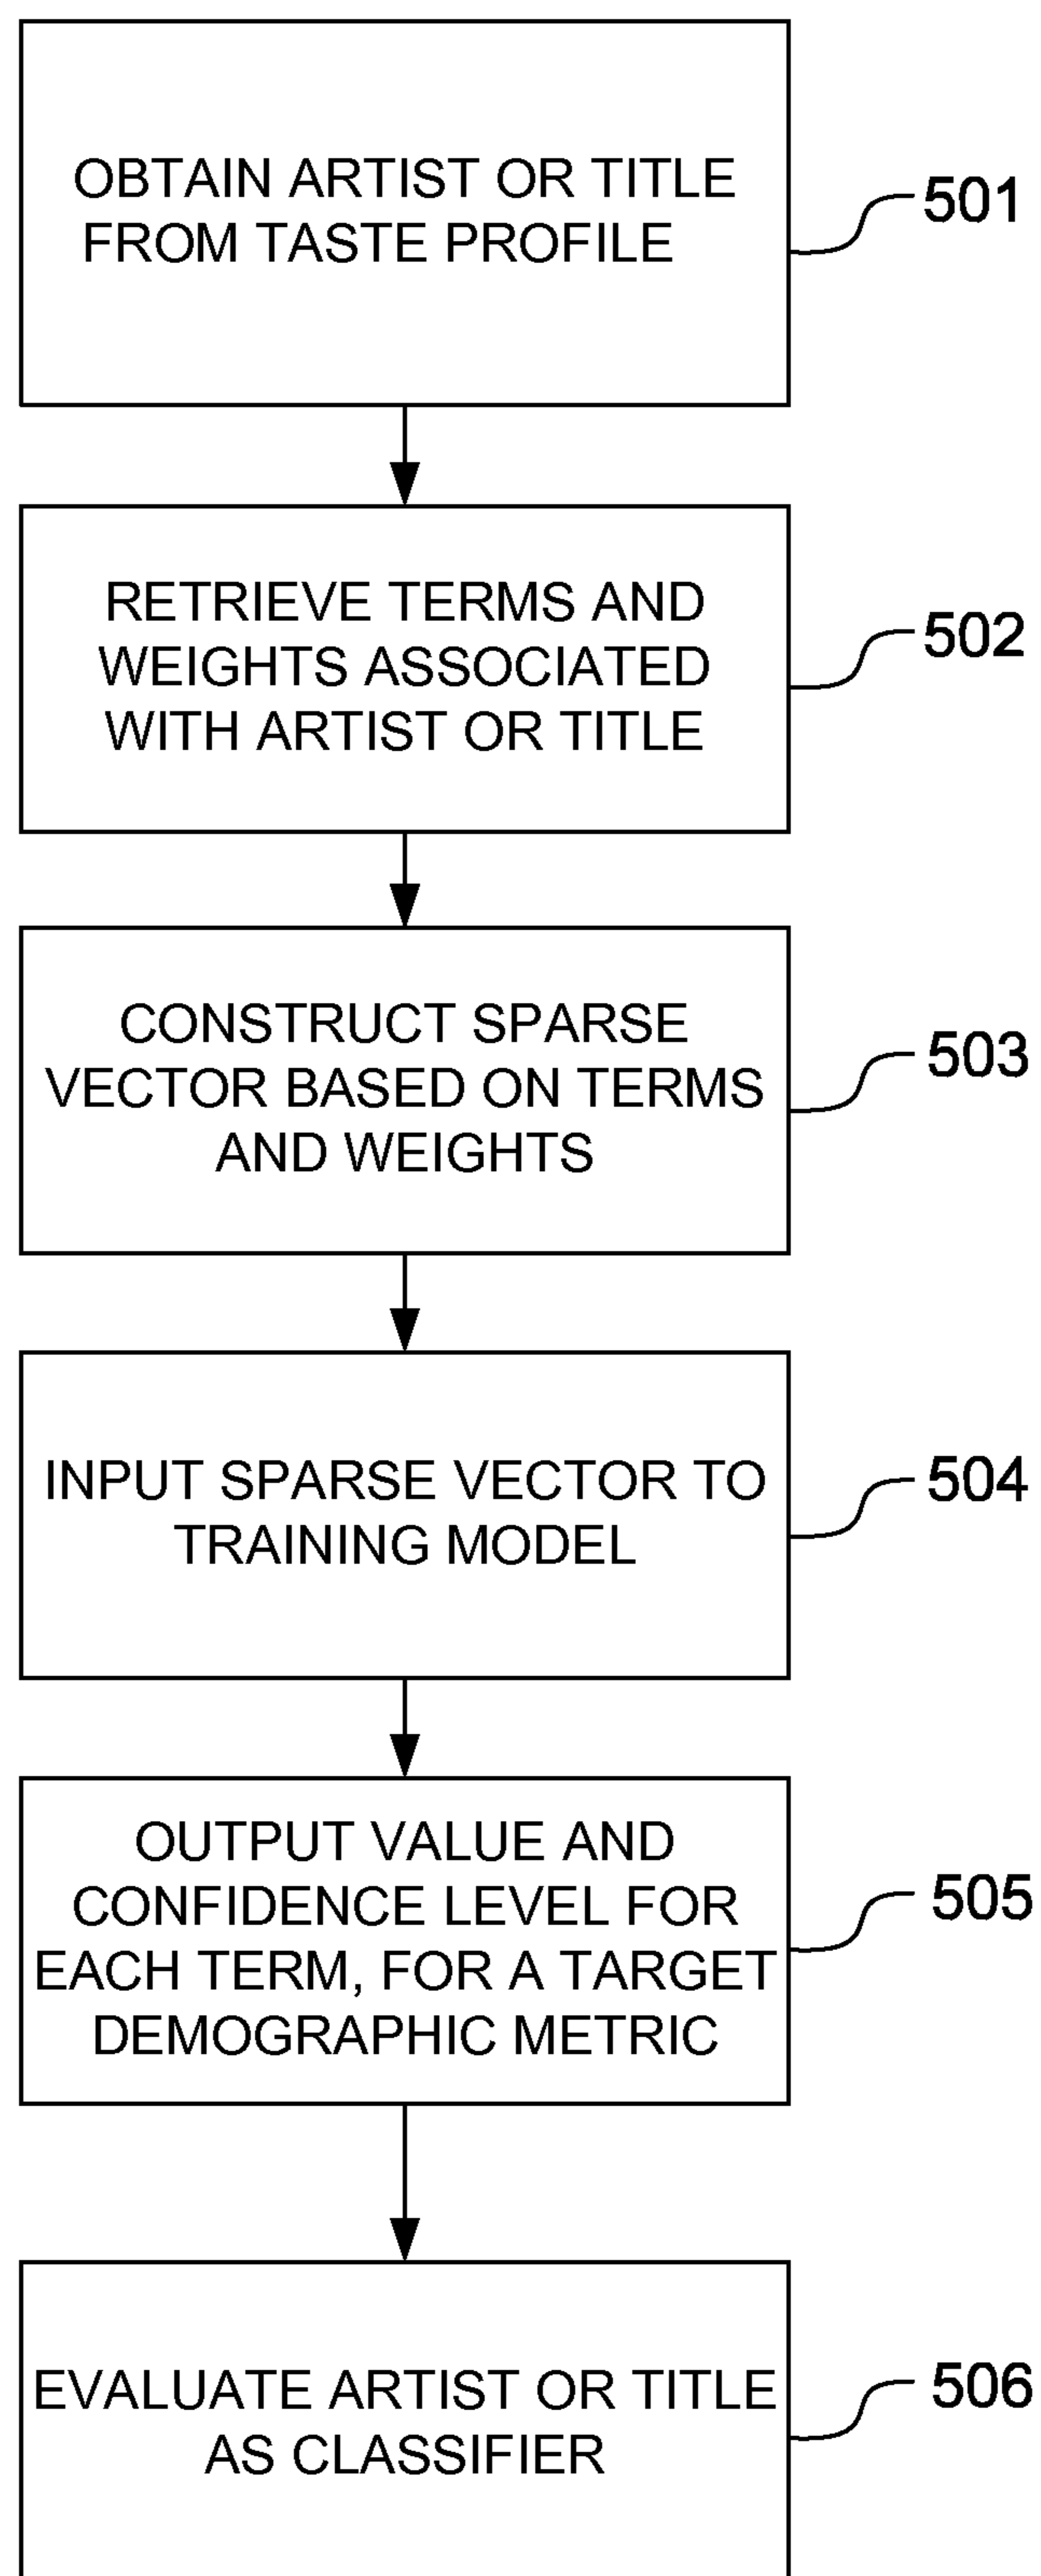 OBTAIN ARTIST OR TITLE
FROM TASTE PROFILE
501
RETRIEVE TERMS AND
WEIGHTS ASSOCIATED
WITH ARTIST OR TITLE
502
CONSTRUCT SPARSE
VECTOR BASED ON TERMS
AND WEIGHTS
503
INPUT SPARSE VECTOR TO
TRAINING MODEL
504
OUTPUT VALUE AND
CONFIDENCE LEVEL FOR
EACH TERM, FOR A TARGET
DEMOGRAPHIC METRIC
505
EVALUATE ARTIST OR TITLE
AS CLASSIFIER
506